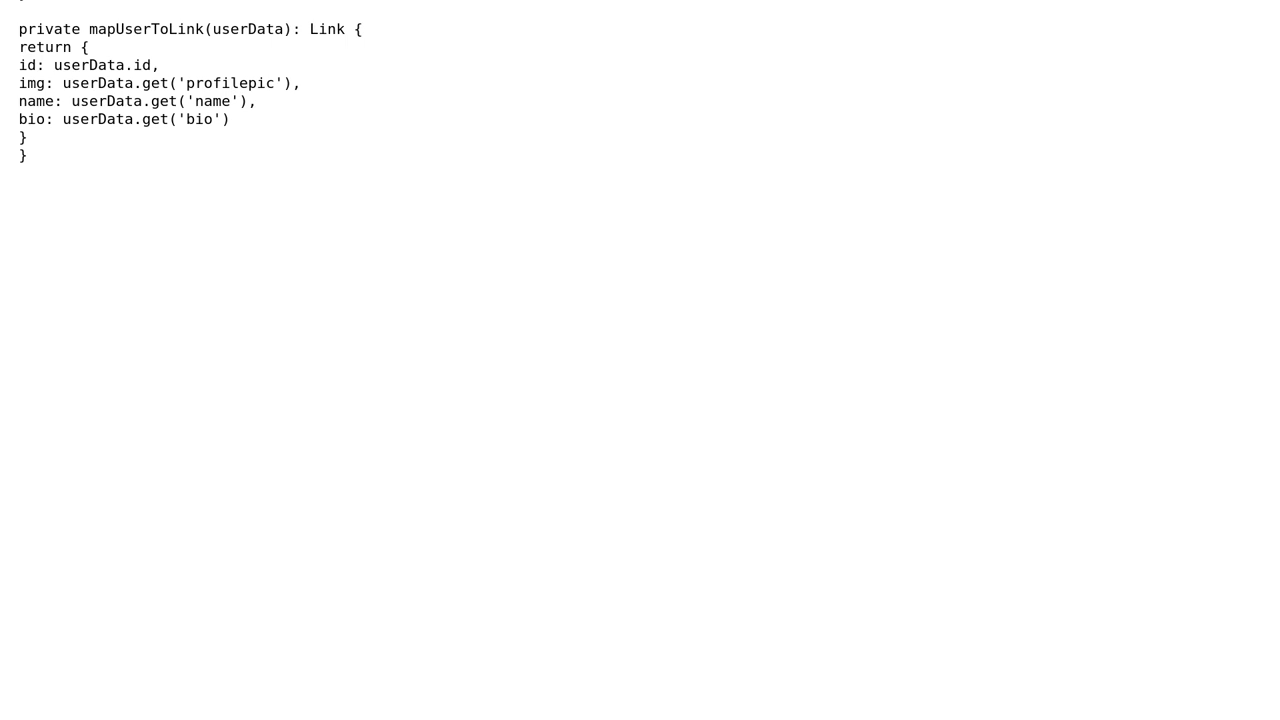 private mapUserToLink(userData): Link {
return {
id: userData.id,
img: userData.get('profilepic'),
name: userData.get('name'),
bio: userData.get('bio')
}
}